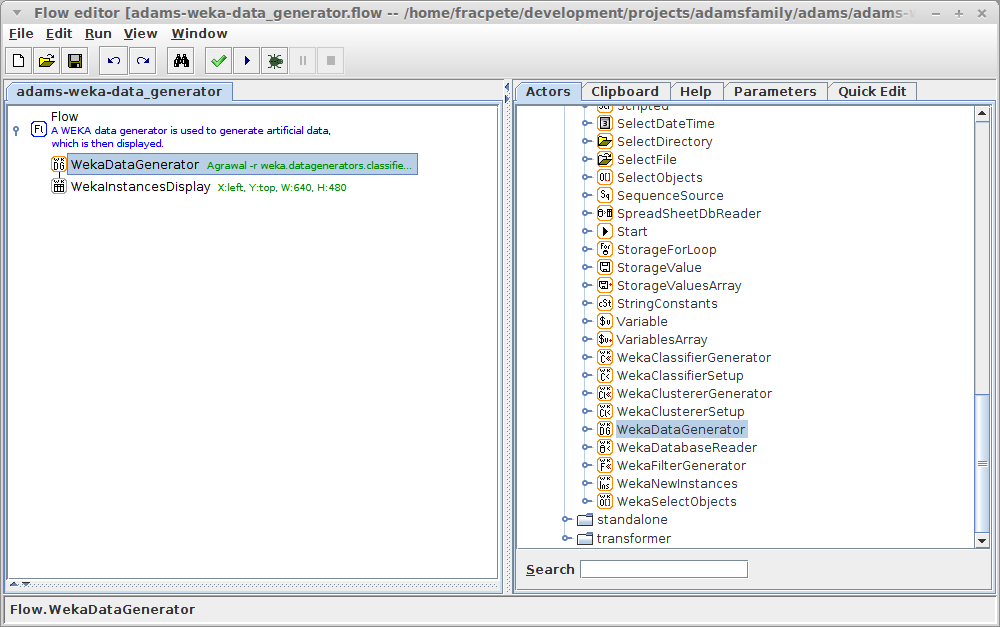 Flow editor [adams-weka-data_generator.flow -- /home/fracpete/development/projects/adamsfamily/adams/adams-w
File Edit Run View Window
adams-weka-data_generator
Actors Clipboard Help Parameters Quick Edit
Flow
A WEKA data generator is used to generate artificial data,
which is then displayed.
WekaDataGenerator Agrawal -r weka.datagenerators.classifie...
WekaInstancesDisplay X:left, Y:top, W:640, H:480
Scripted
SelectDateTime
SelectDirectory
SelectFile
SelectObjects
SequenceSource
SpreadSheetDbReader
Start
StorageForLoop
StorageValue
StorageValuesArray
StringConstants
Variable
VariablesArray
WekaClassifierGenerator
WekaClassifierSetup
WekaClustererGenerator
WekaClustererSetup
WekaDataGenerator
WekaDatabaseReader
WekaFilterGenerator
WekaNewInstances
WekaSelectObjects
standalone
transformer
Search
Flow.WekaDataGenerator